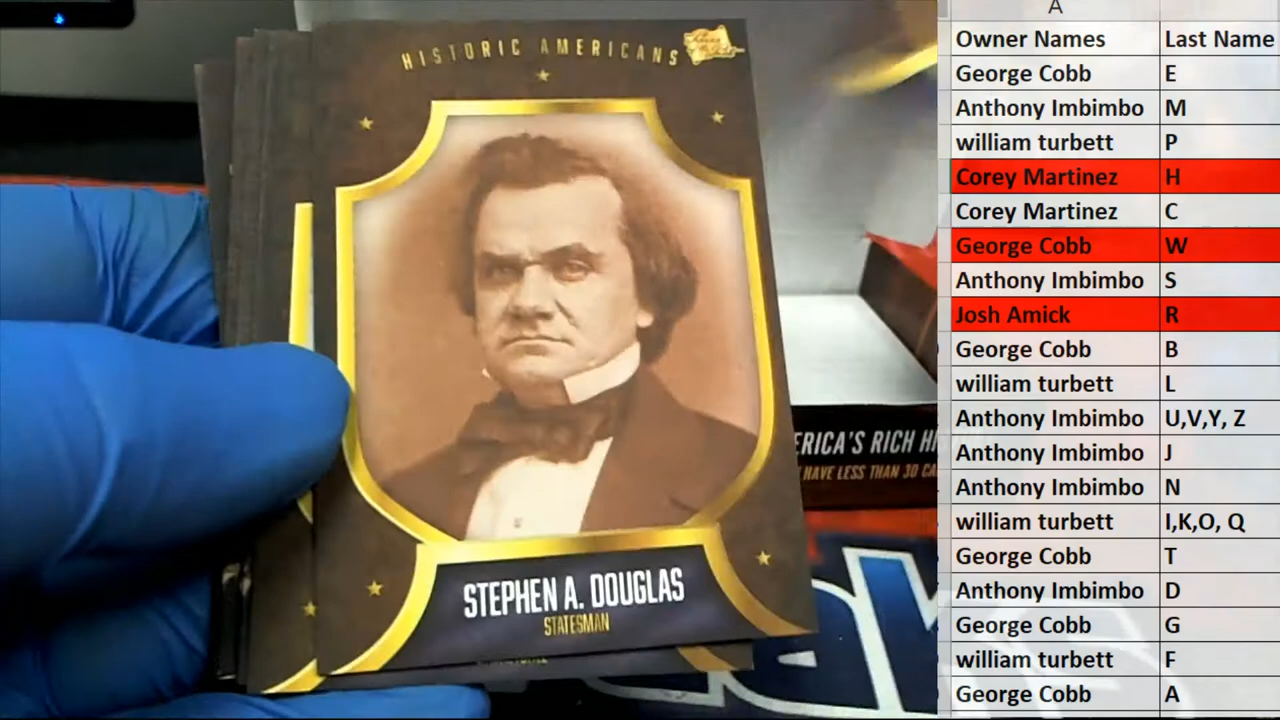 HISTORIC AMERICANS
STEPHEN A. DOUGLAS
STATESMAN
ERICA'S RICH HI
HAVE LESS THAN 30 CA
A
Owner Names Last Name
George Cobb E
Anthony Imbimbo M
william turbett P
Corey Martinez H
Corey Martinez C
George Cobb W
Anthony Imbimbo S
Josh Amick R
George Cobb B
william turbett L
Anthony Imbimbo U,V,Y, Z
Anthony Imbimbo J
Anthony Imbimbo N
william turbett I,K,O, Q
George Cobb T
Anthony Imbimbo D
George Cobb G
william turbett F
George Cobb A